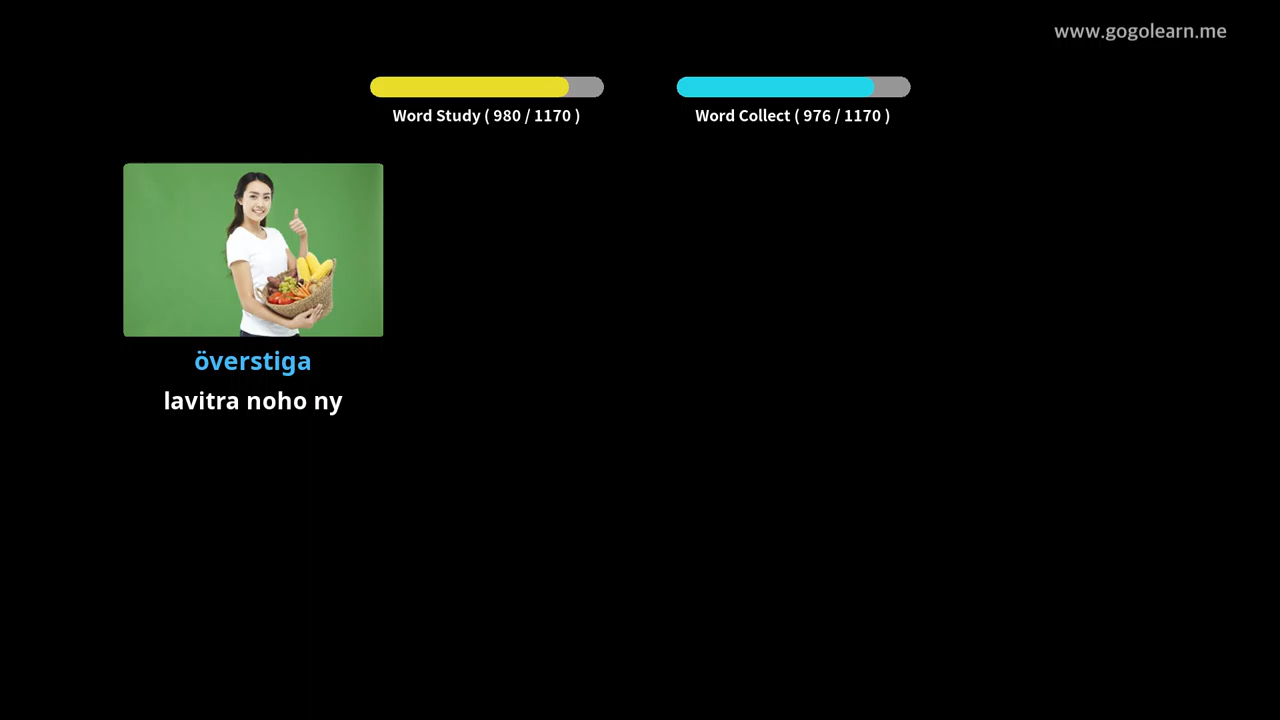 www.gogolearn.me
Word Study ( 980 / 1170 )
Word Collect ( 976 / 1170 )
överstiga
lavitra noho ny